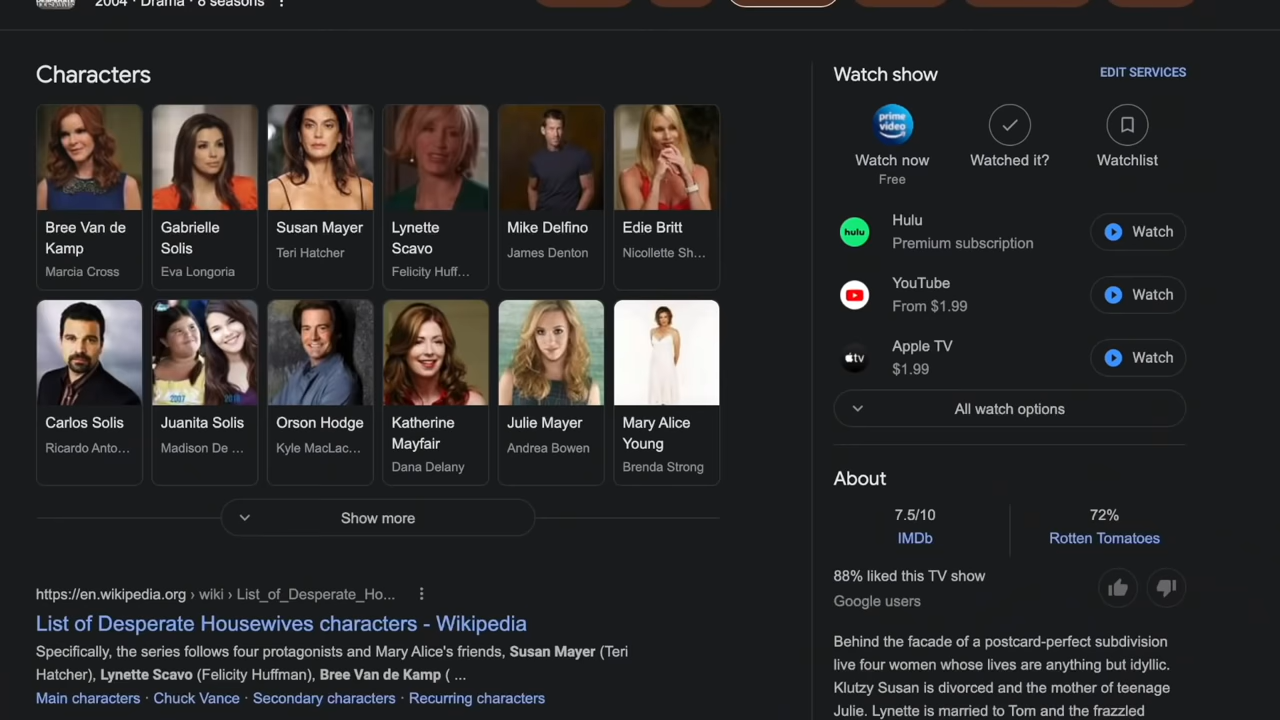 2004 · Drama · 8 seasons
Characters
Bree Van de
Kamp
Marcia Cross
Gabrielle
Solis
Eva Longoria
Susan Mayer
Teri Hatcher
Lynette
Scavo
Felicity Huff...
Mike Delfino
James Denton
Edie Britt
Nicollette Sh...
Carlos Solis
Ricardo Anto...
Juanita Solis
Madison De ...
Orson Hodge
Kyle MacLac...
Katherine
Mayfair
Dana Delany
Julie Mayer
Andrea Bowen
Mary Alice
Young
Brenda Strong
2007
Show more
https://en.wikipedia.org › wiki › List_of_Desperate_Ho...
List of Desperate Housewives characters - Wikipedia
Specifically, the series follows four protagonists and Mary Alice's friends, Susan Mayer (Teri
Hatcher), Lynette Scavo (Felicity Huffman), Bree Van de Kamp ( ...
Main characters · Chuck Vance · Secondary characters · Recurring characters
Watch show
EDIT SERVICES
prime
video
Watch now
Free
Watched it?
Watchlist
hulu
Hulu
Premium subscription
Watch
YouTube
From $1.99
Watch
tv
Apple TV
$1.99
Watch
All watch options
About
7.5/10
IMDb
72%
Rotten Tomatoes
88% liked this TV show
Google users
Behind the facade of a postcard-perfect subdivision
live four women whose lives are anything but idyllic.
Klutzy Susan is divorced and the mother of teenage
Julie. Lynette is married to Tom and the frazzled